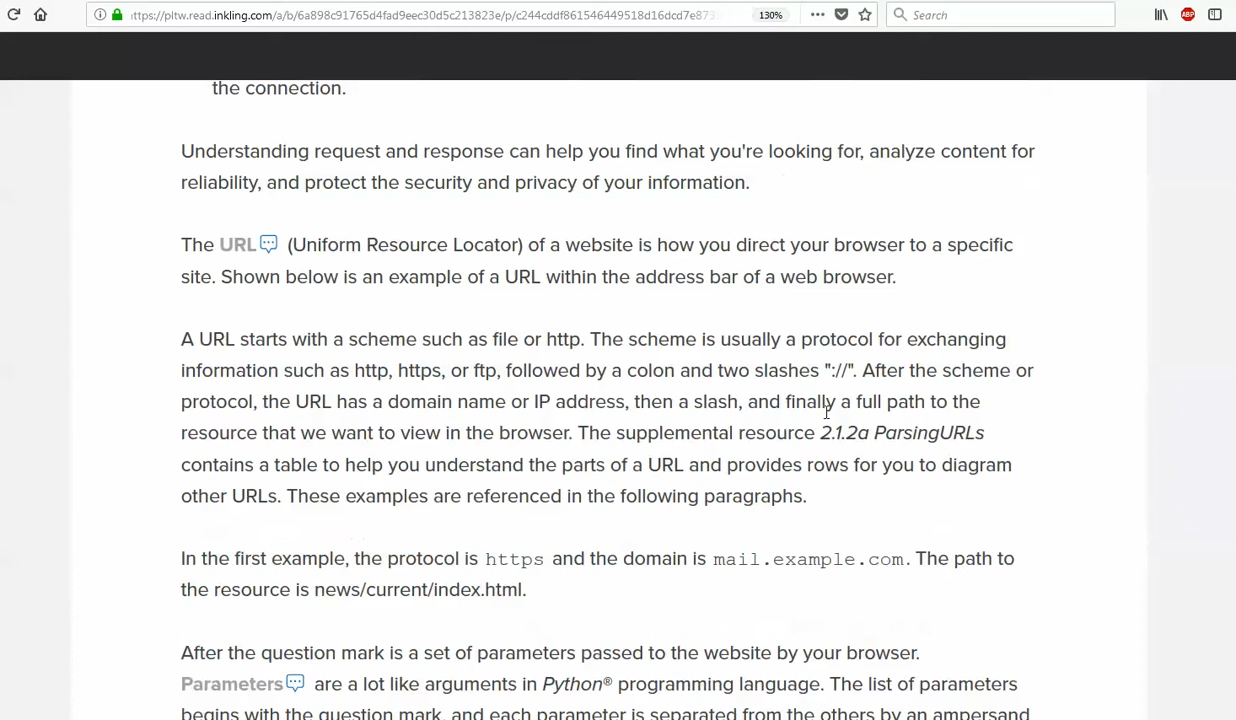 https://pltw.read.inkling.com/a/b/6a898c91765d4fad9eec30d5c213823e/p/c244cddf861546449518d16dcd7e873
130%
Search
ABP
the connection.
Understanding request and response can help you find what you're looking for, analyze content for
reliability, and protect the security and privacy of your information.
The URL (Uniform Resource Locator) of a website is how you direct your browser to a specific
site. Shown below is an example of a URL within the address bar of a web browser.
A URL starts with a scheme such as file or http. The scheme is usually a protocol for exchanging
information such as http, https, or ftp, followed by a colon and two slashes "://". After the scheme or
protocol, the URL has a domain name or IP address, then a slash, and finally a full path to the
resource that we want to view in the browser. The supplemental resource 2.1.2a ParsingURLs
contains a table to help you understand the parts of a URL and provides rows for you to diagram
other URLs. These examples are referenced in the following paragraphs.
In the first example, the protocol is https and the domain is mail.example.com. The path to
the resource is news/current/index.html.
After the question mark is a set of parameters passed to the website by your browser.
Parameters are a lot like arguments in Python® programming language. The list of parameters
begins with the question mark, and each parameter is separated from the others by an ampersand